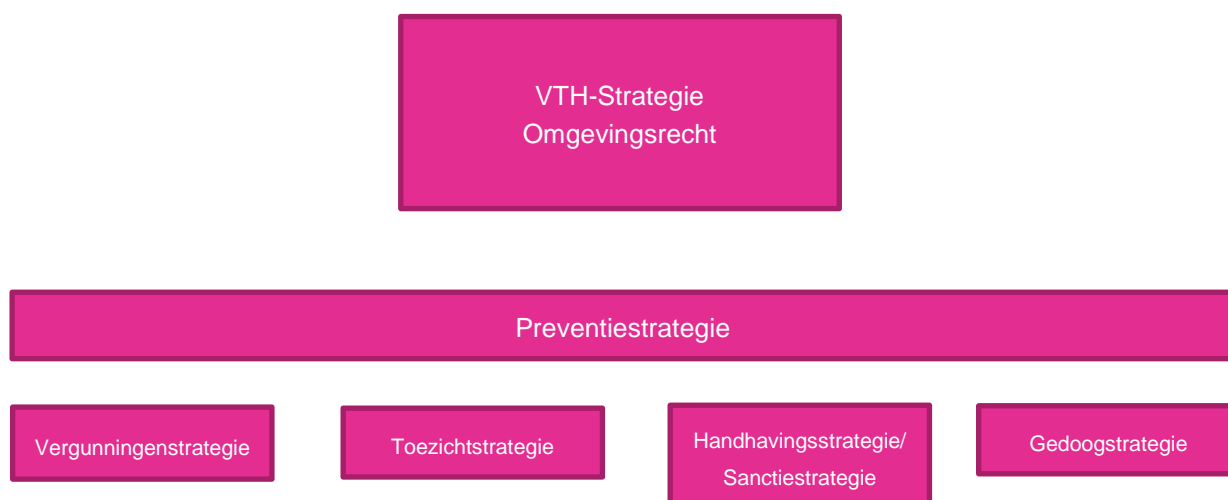 VTH-Strategie
Omgevingsrecht
Preventiestrategie
Vergunningenstrategie
Toezichtstrategie
Handhavingsstrategie/
Sanctiestrategie
Gedoogstrategie